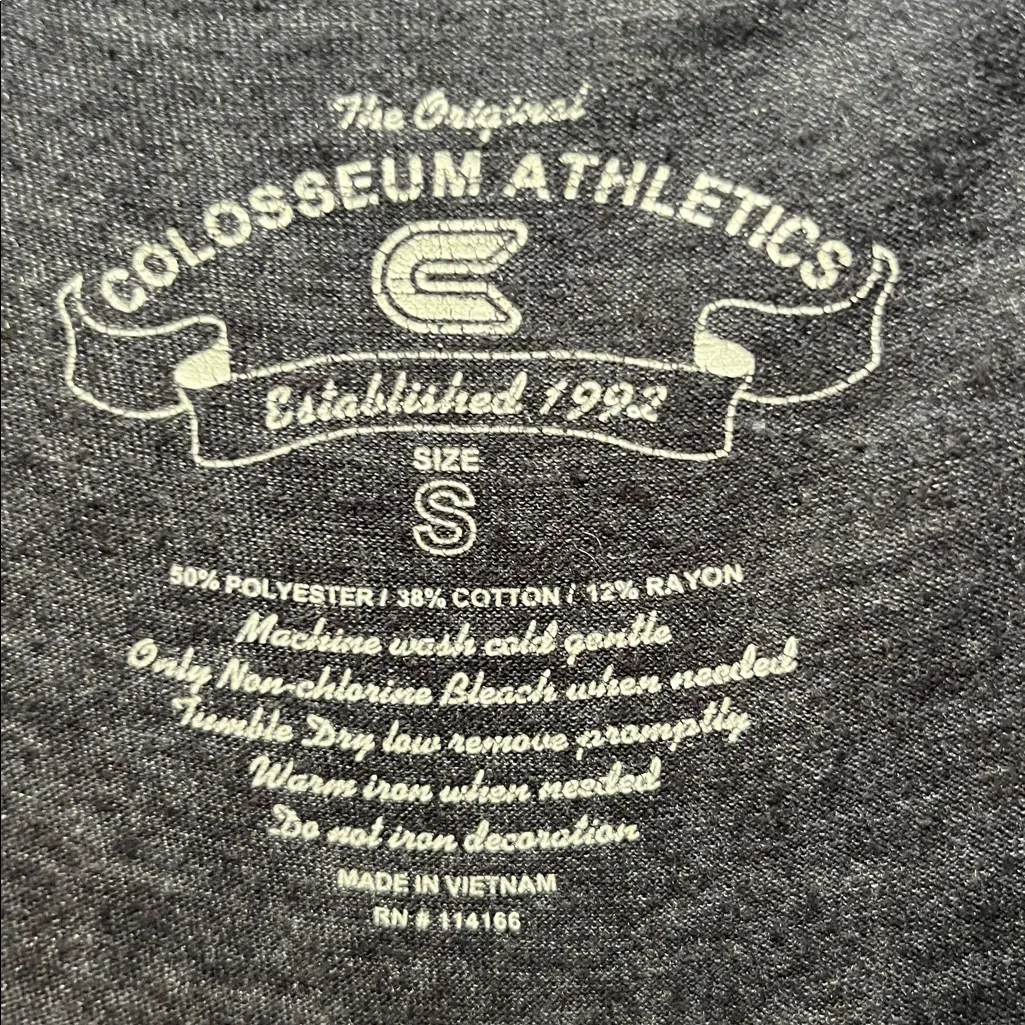 The Original
COLOSSEUM ATHLETICS
C
Established 1992
SIZE
S
50% POLYESTER / 38% COTTON / 12% RAYON
Machine wash cold gentle
Only Non-chlorine Bleach when needed
Tumble Dry low remove promptly
Warm iron when needed
Do not iron decoration
MADE IN VIETNAM
RN # 114166